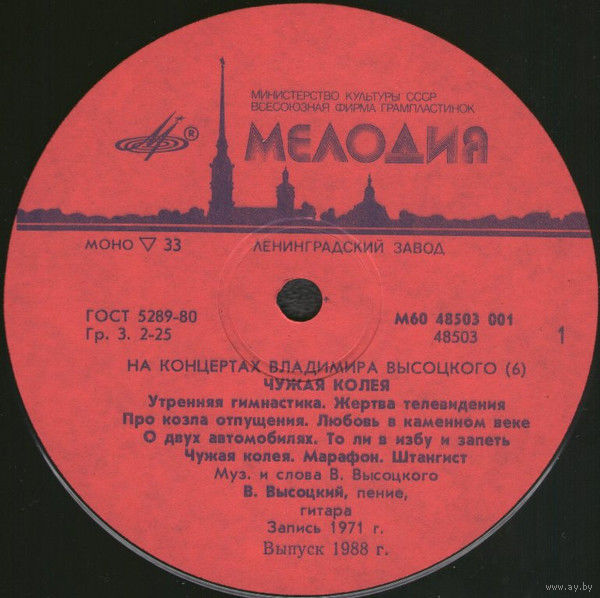 МИНИСТЕРСТВО КУЛЬТУРЫ СССР
ВСЕСОЮЗНАЯ ФИРМА ГРАМПЛАСТИНОК
® МЕЛОДИЯ
МОНО ▽ 33
ЛЕНИНГРАДСКИЙ ЗАВОД
ГОСТ 5289-80
Гр. 3. 2-25
М60 48503 001
48503
1
НА КОНЦЕРТАХ ВЛАДИМИРА ВЫСОЦКОГО (6)
ЧУЖАЯ КОЛЕЯ
Утренняя гимнастика. Жертва телевидения
Про козла отпущения. Любовь в каменном веке
О двух автомобилях. То ли в избу и запеть
Чужая колея. Марафон. Штангист
Муз. и слова В. Высоцкого
В. Высоцкий, пение,
гитара
Запись 1971 г.
Выпуск 1988 г.
www.ay.by